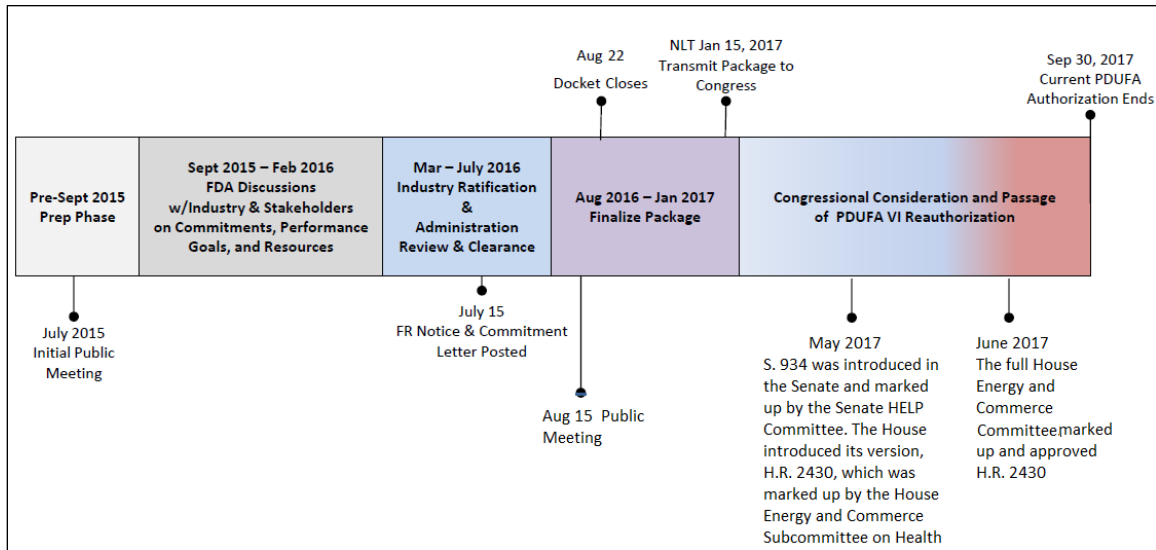 Aug 22
Docket Closes
NLT Jan 15, 2017
Transmit Package to
Congress
Sep 30, 2017
Current PDUFA
Authorization Ends
Pre-Sept 2015
Prep Phase
Sept 2015 – Feb 2016
FDA Discussions
w/Industry & Stakeholders
on Commitments, Performance
Goals, and Resources
Mar – July 2016
Industry Ratification
&
Administration
Review & Clearance
Aug 2016 – Jan 2017
Finalize Package
Congressional Consideration and Passage
of PDUFA VI Reauthorization
July 2015
Initial Public
Meeting
July 15
FR Notice & Commitment
Letter Posted
Aug 15 Public
Meeting
May 2017
S. 934 was introduced in
the Senate and marked
up by the Senate HELP
Committee. The House
introduced its version,
H.R. 2430, which was
marked up by the House
Energy and Commerce
Subcommittee on Health
June 2017
The full House
Energy and
Commerce
Committee marked
up and approved
H.R. 2430